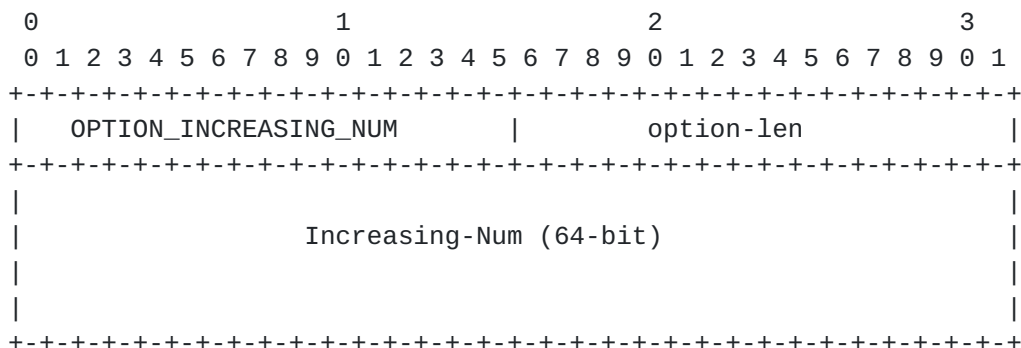 0                   1                   2                   3
 0 1 2 3 4 5 6 7 8 9 0 1 2 3 4 5 6 7 8 9 0 1 2 3 4 5 6 7 8 9 0 1
+-+-+-+-+-+-+-+-+-+-+-+-+-+-+-+-+-+-+-+-+-+-+-+-+-+-+-+-+-+-+-+-+
|   OPTION_INCREASING_NUM       |        option-len             |
+-+-+-+-+-+-+-+-+-+-+-+-+-+-+-+-+-+-+-+-+-+-+-+-+-+-+-+-+-+-+-+-+
|                                                               |
|                  Increasing-Num (64-bit)                      |
|                                                               |
|                                                               |
+-+-+-+-+-+-+-+-+-+-+-+-+-+-+-+-+-+-+-+-+-+-+-+-+-+-+-+-+-+-+-+-+